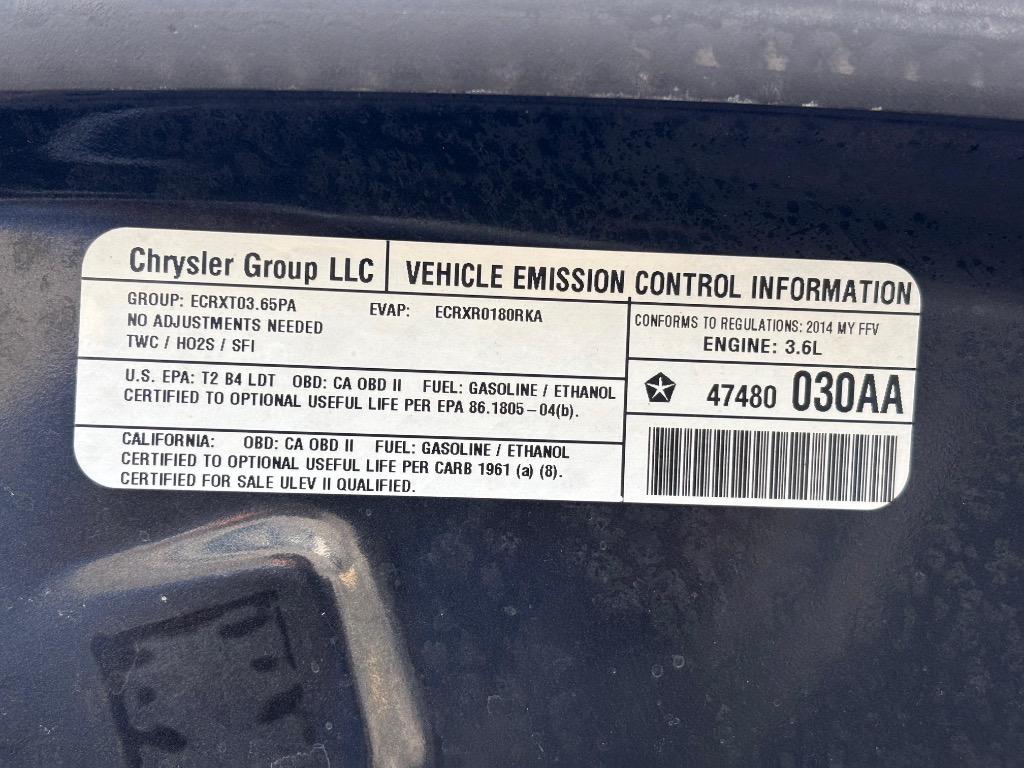 Chrysler Group LLC
VEHICLE EMISSION CONTROL INFORMATION
GROUP: ECRXT03.65PA EVAP: ECRXR0180RKA
NO ADJUSTMENTS NEEDED
TWC / HO2S / SFI
CONFORMS TO REGULATIONS: 2014 MY FFV
ENGINE: 3.6L
U.S. EPA: T2 B4 LDT OBD: CA OBD II FUEL: GASOLINE / ETHANOL
CERTIFIED TO OPTIONAL USEFUL LIFE PER EPA 86.1805-04(b).
47480 030AA
CALIFORNIA: OBD: CA OBD II FUEL: GASOLINE / ETHANOL
CERTIFIED TO OPTIONAL USEFUL LIFE PER CARB 1961 (a) (8).
CERTIFIED FOR SALE ULEV II QUALIFIED.